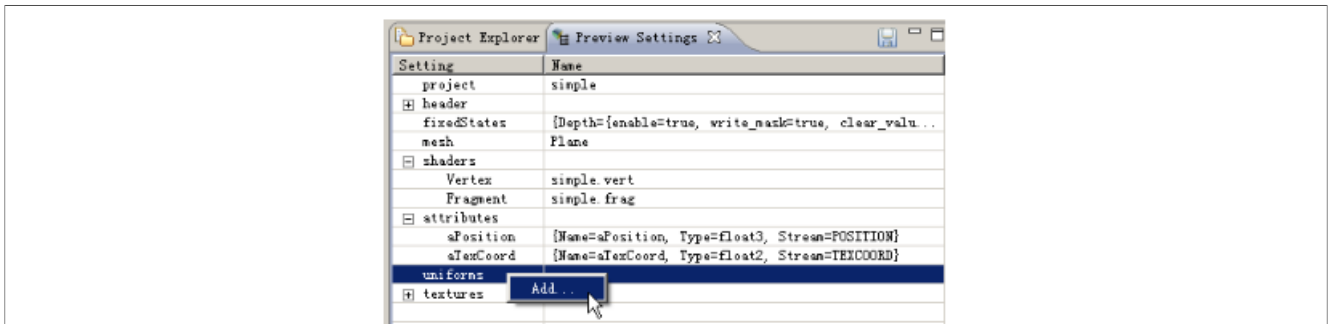 Project Explorer Preview Settings
Setting Name
project simple
header
fixedStates {Depth={enable=true, write_mask=true, clear_valu...
mesh Plane
shaders
Vertex simple.vert
Fragment simple.frag
attributes
aPosition {Name=aPosition, Type=float3, Stream=POSITION}
aTexCoord {Name=aTexCoord, Type=float2, Stream=TEXCOORD}
uniforms
Add...
textures